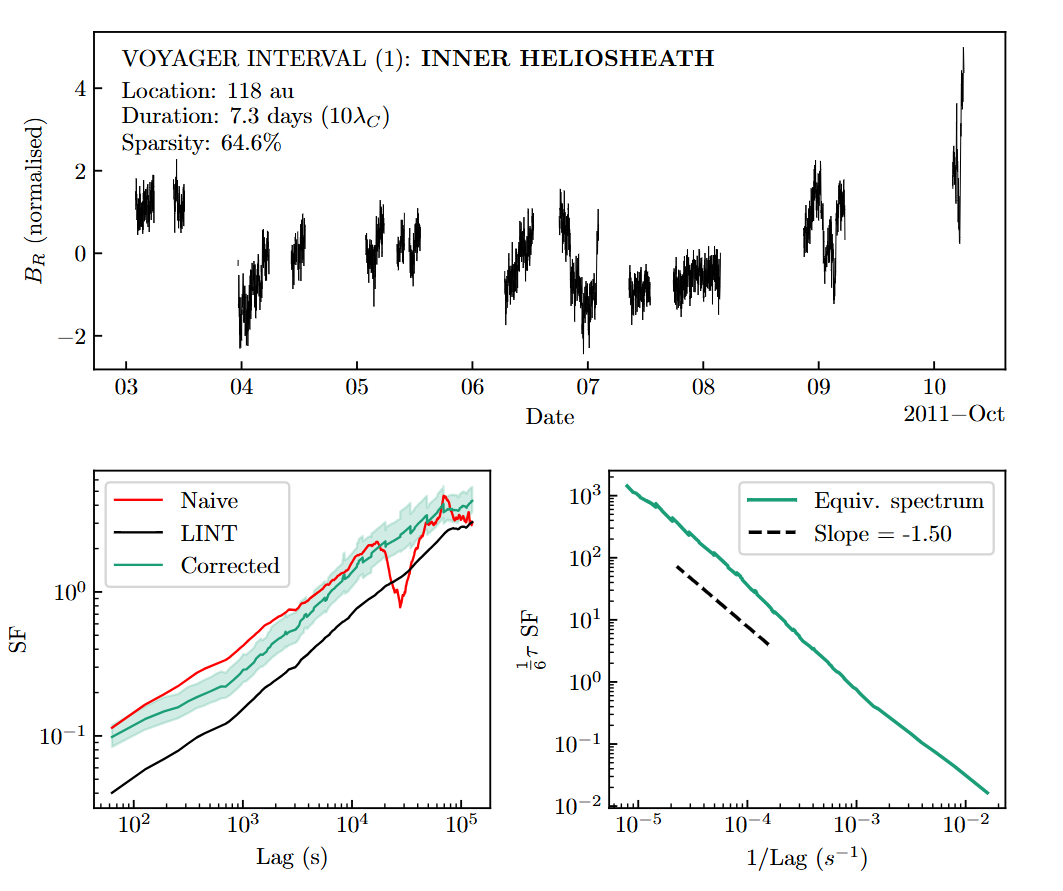 VOYAGER INTERVAL (1): INNER HELIOSHEATH
Location: 118 au
Duration: 7.3 days (10λ_C)
Sparsity: 64.6%
B_R (normalised)
4
2
0
−2
03 04 05 06 07 08 09 10
Date
2011−Oct
Naive
LINT
Corrected
SF
10^0
10^−1
10^2 10^3 10^4 10^5
Lag (s)
Equiv. spectrum
Slope = -1.50
1/6 τ SF
10^3
10^2
10^1
10^0
10^−1
10^−2
10^−5 10^−4 10^−3 10^−2
1/Lag (s^−1)